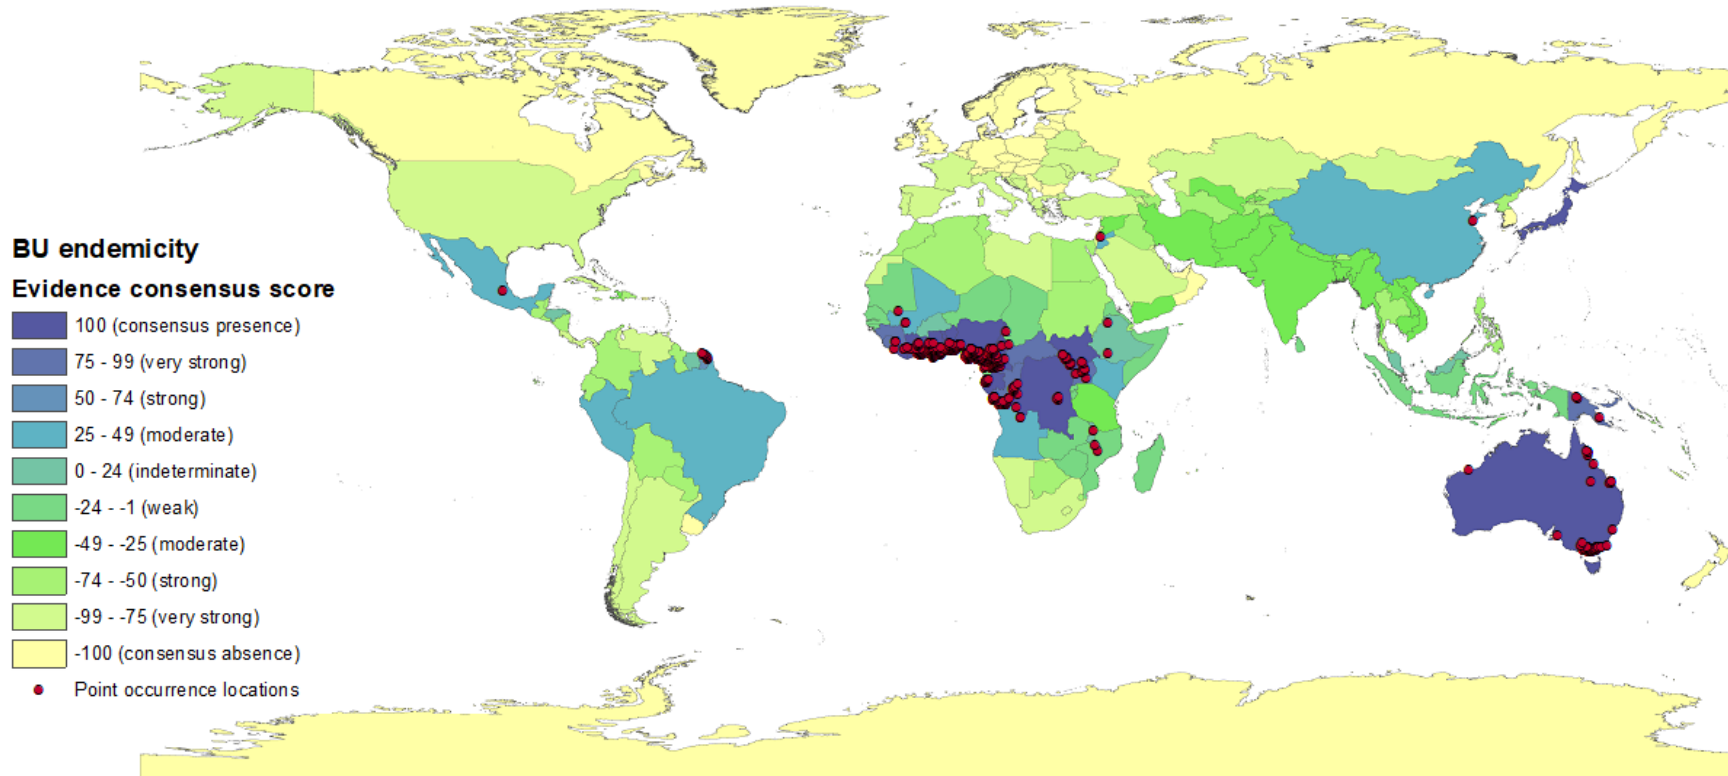 BU endemicity
Evidence consensus score
100 (consensus presence)
75 - 99 (very strong)
50 - 74 (strong)
25 - 49 (moderate)
0 - 24 (indeterminate)
-24 - -1 (weak)
-49 - -25 (moderate)
-74 - -50 (strong)
-99 - -75 (very strong)
-100 (consensus absence)
Point occurrence locations